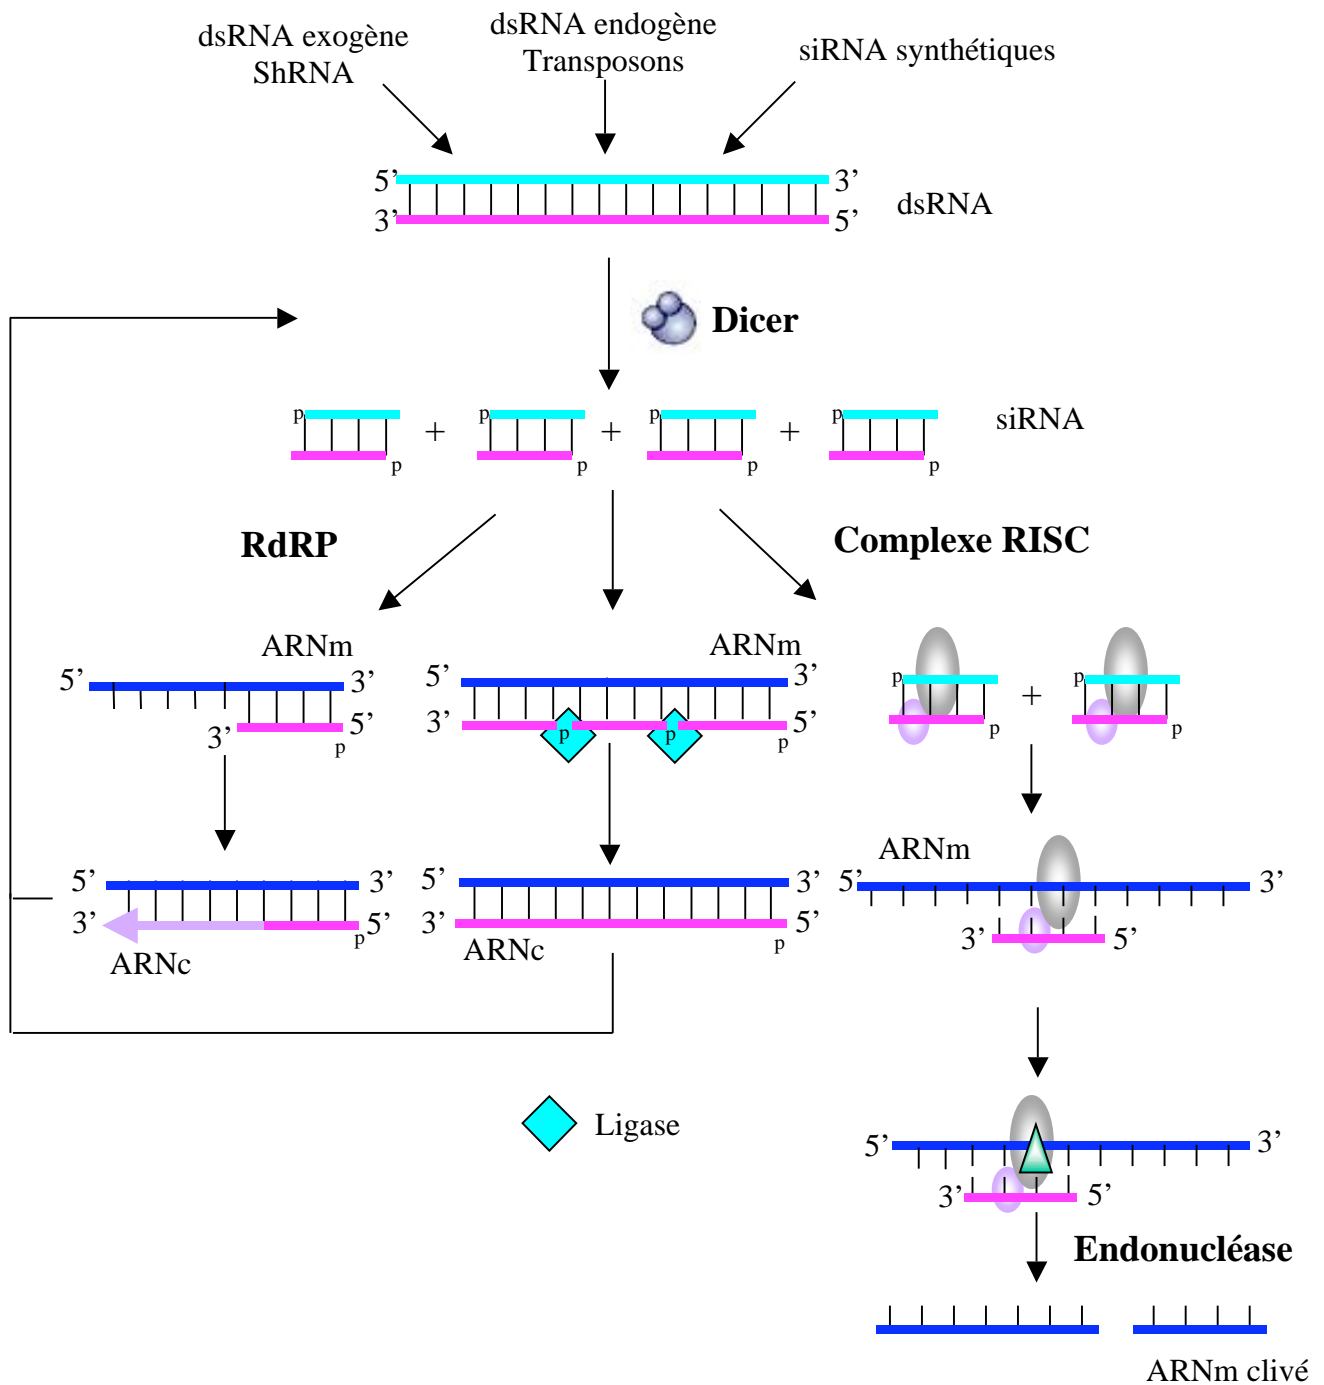 dsRNA exogène
ShRNA
dsRNA endogène
Transposons
siRNA synthétiques
5’ 3’
3’ 5’
dsRNA
Dicer
p p p p
+ + +
p p p p
siRNA
RdRP
Complexe RISC
ARNm
5’ 3’
3’ 5’
p
ARNm
5’ 3’
3’ p p 5’
p
p + p
p p
5’ 3’
3’ 5’
p
ARNc
5’ 3’
3’ 5’
p
ARNc
ARNm
5’ 3’
3’ 5’
Ligase
5’ 3’
3’ 5’
Endonucléase
ARNm clivé